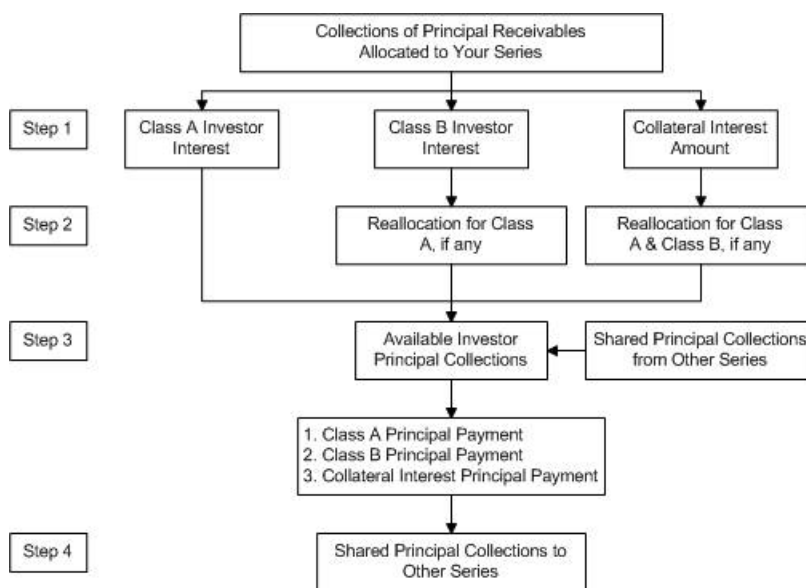 Collections of Principal Receivables
Allocated to Your Series
Step 1
Class A Investor
Interest
Class B Investor
Interest
Collateral Interest
Amount
Step 2
Reallocation for Class
A, if any
Reallocation for Class
A & Class B, if any
Step 3
Available Investor
Principal Collections
Shared Principal Collections
from Other Series
1. Class A Principal Payment
2. Class B Principal Payment
3. Collateral Interest Principal Payment
Step 4
Shared Principal Collections to
Other Series